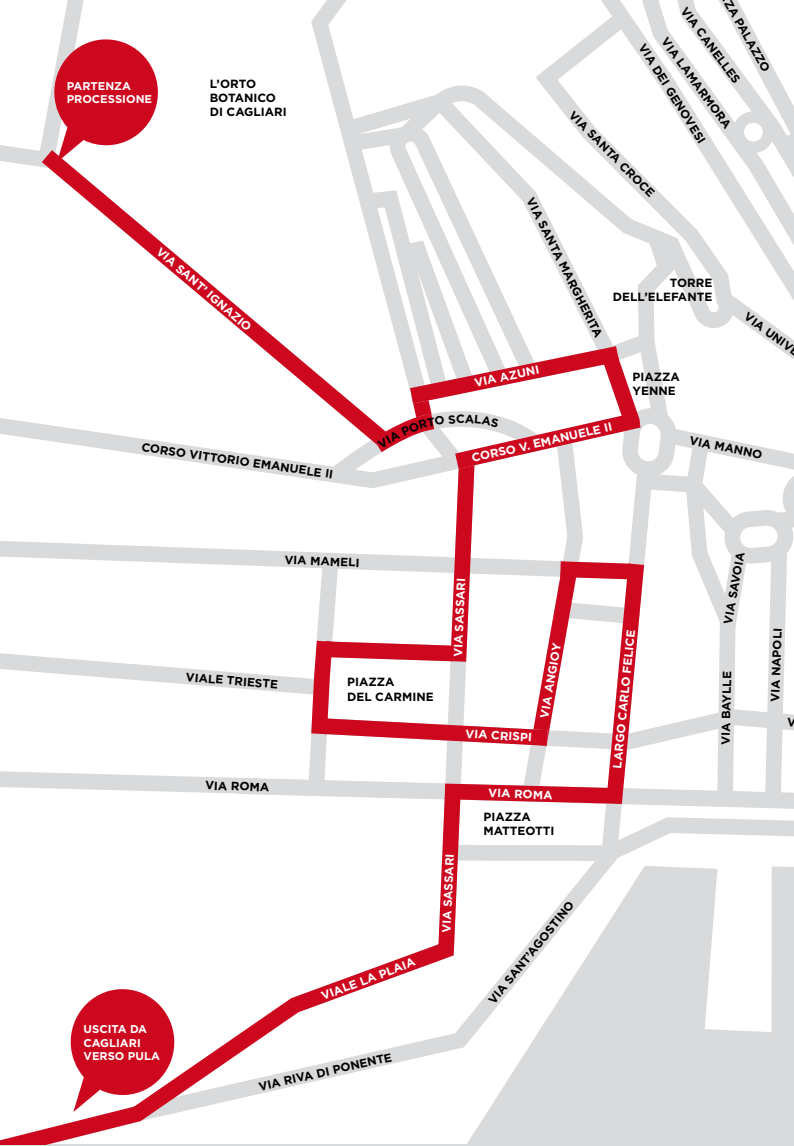 PARTENZA
PROCESSIONE
L'ORTO
BOTANICO
DI CAGLIARI
VIA CANELLES
VIA LAMARMORA
VIA DEI GENOVESI
VIA SANTA CROCE
VIA SANTA MARGHERITA
VIA SANT' IGNAZIO
TORRE
DELL'ELEFANTE
PIAZZA
YENNE
VIA AZUNI
VIA PORTO SCALAS
CORSO V. EMANUELE II
CORSO VITTORIO EMANUELE II
VIA MANNO
VIA MAMELI
VIA SASSARI
VIA SAVOIA
VIA NAPOLI
VIA BAYLLE
VIA ANGIOY
LARGO CARLO FELICE
VIALE TRIESTE
PIAZZA
DEL CARMINE
VIA CRISPI
VIA ROMA
VIA ROMA
PIAZZA
MATTEOTTI
VIA SASSARI
VIA SANT'AGOSTINO
VIALE LA PLAIA
USCITA DA
CAGLIARI
VERSO PULA
VIA RIVA DI PONENTE